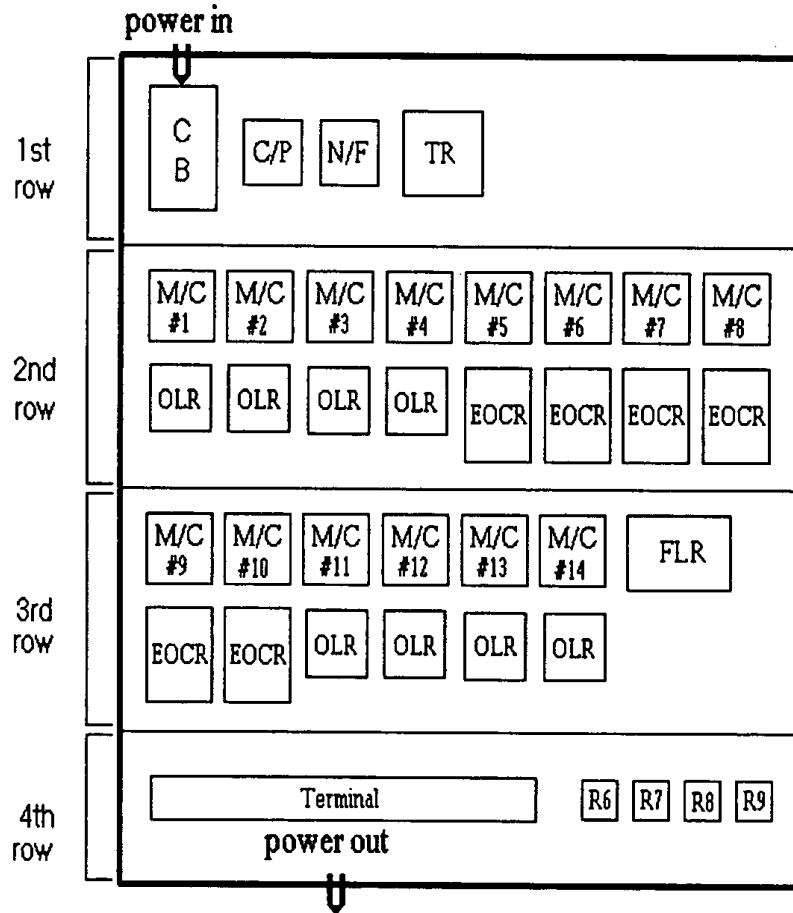 power in
1st
row
C
B
C/P
N/F
TR
2nd
row
M/C
#1
M/C
#2
M/C
#3
M/C
#4
M/C
#5
M/C
#6
M/C
#7
M/C
#8
OLR
OLR
OLR
OLR
EOCR
EOCR
EOCR
EOCR
3rd
row
M/C
#9
M/C
#10
M/C
#11
M/C
#12
M/C
#13
M/C
#14
FLR
EOCR
EOCR
OLR
OLR
OLR
OLR
4th
row
Terminal
R6
R7
R8
R9
power out